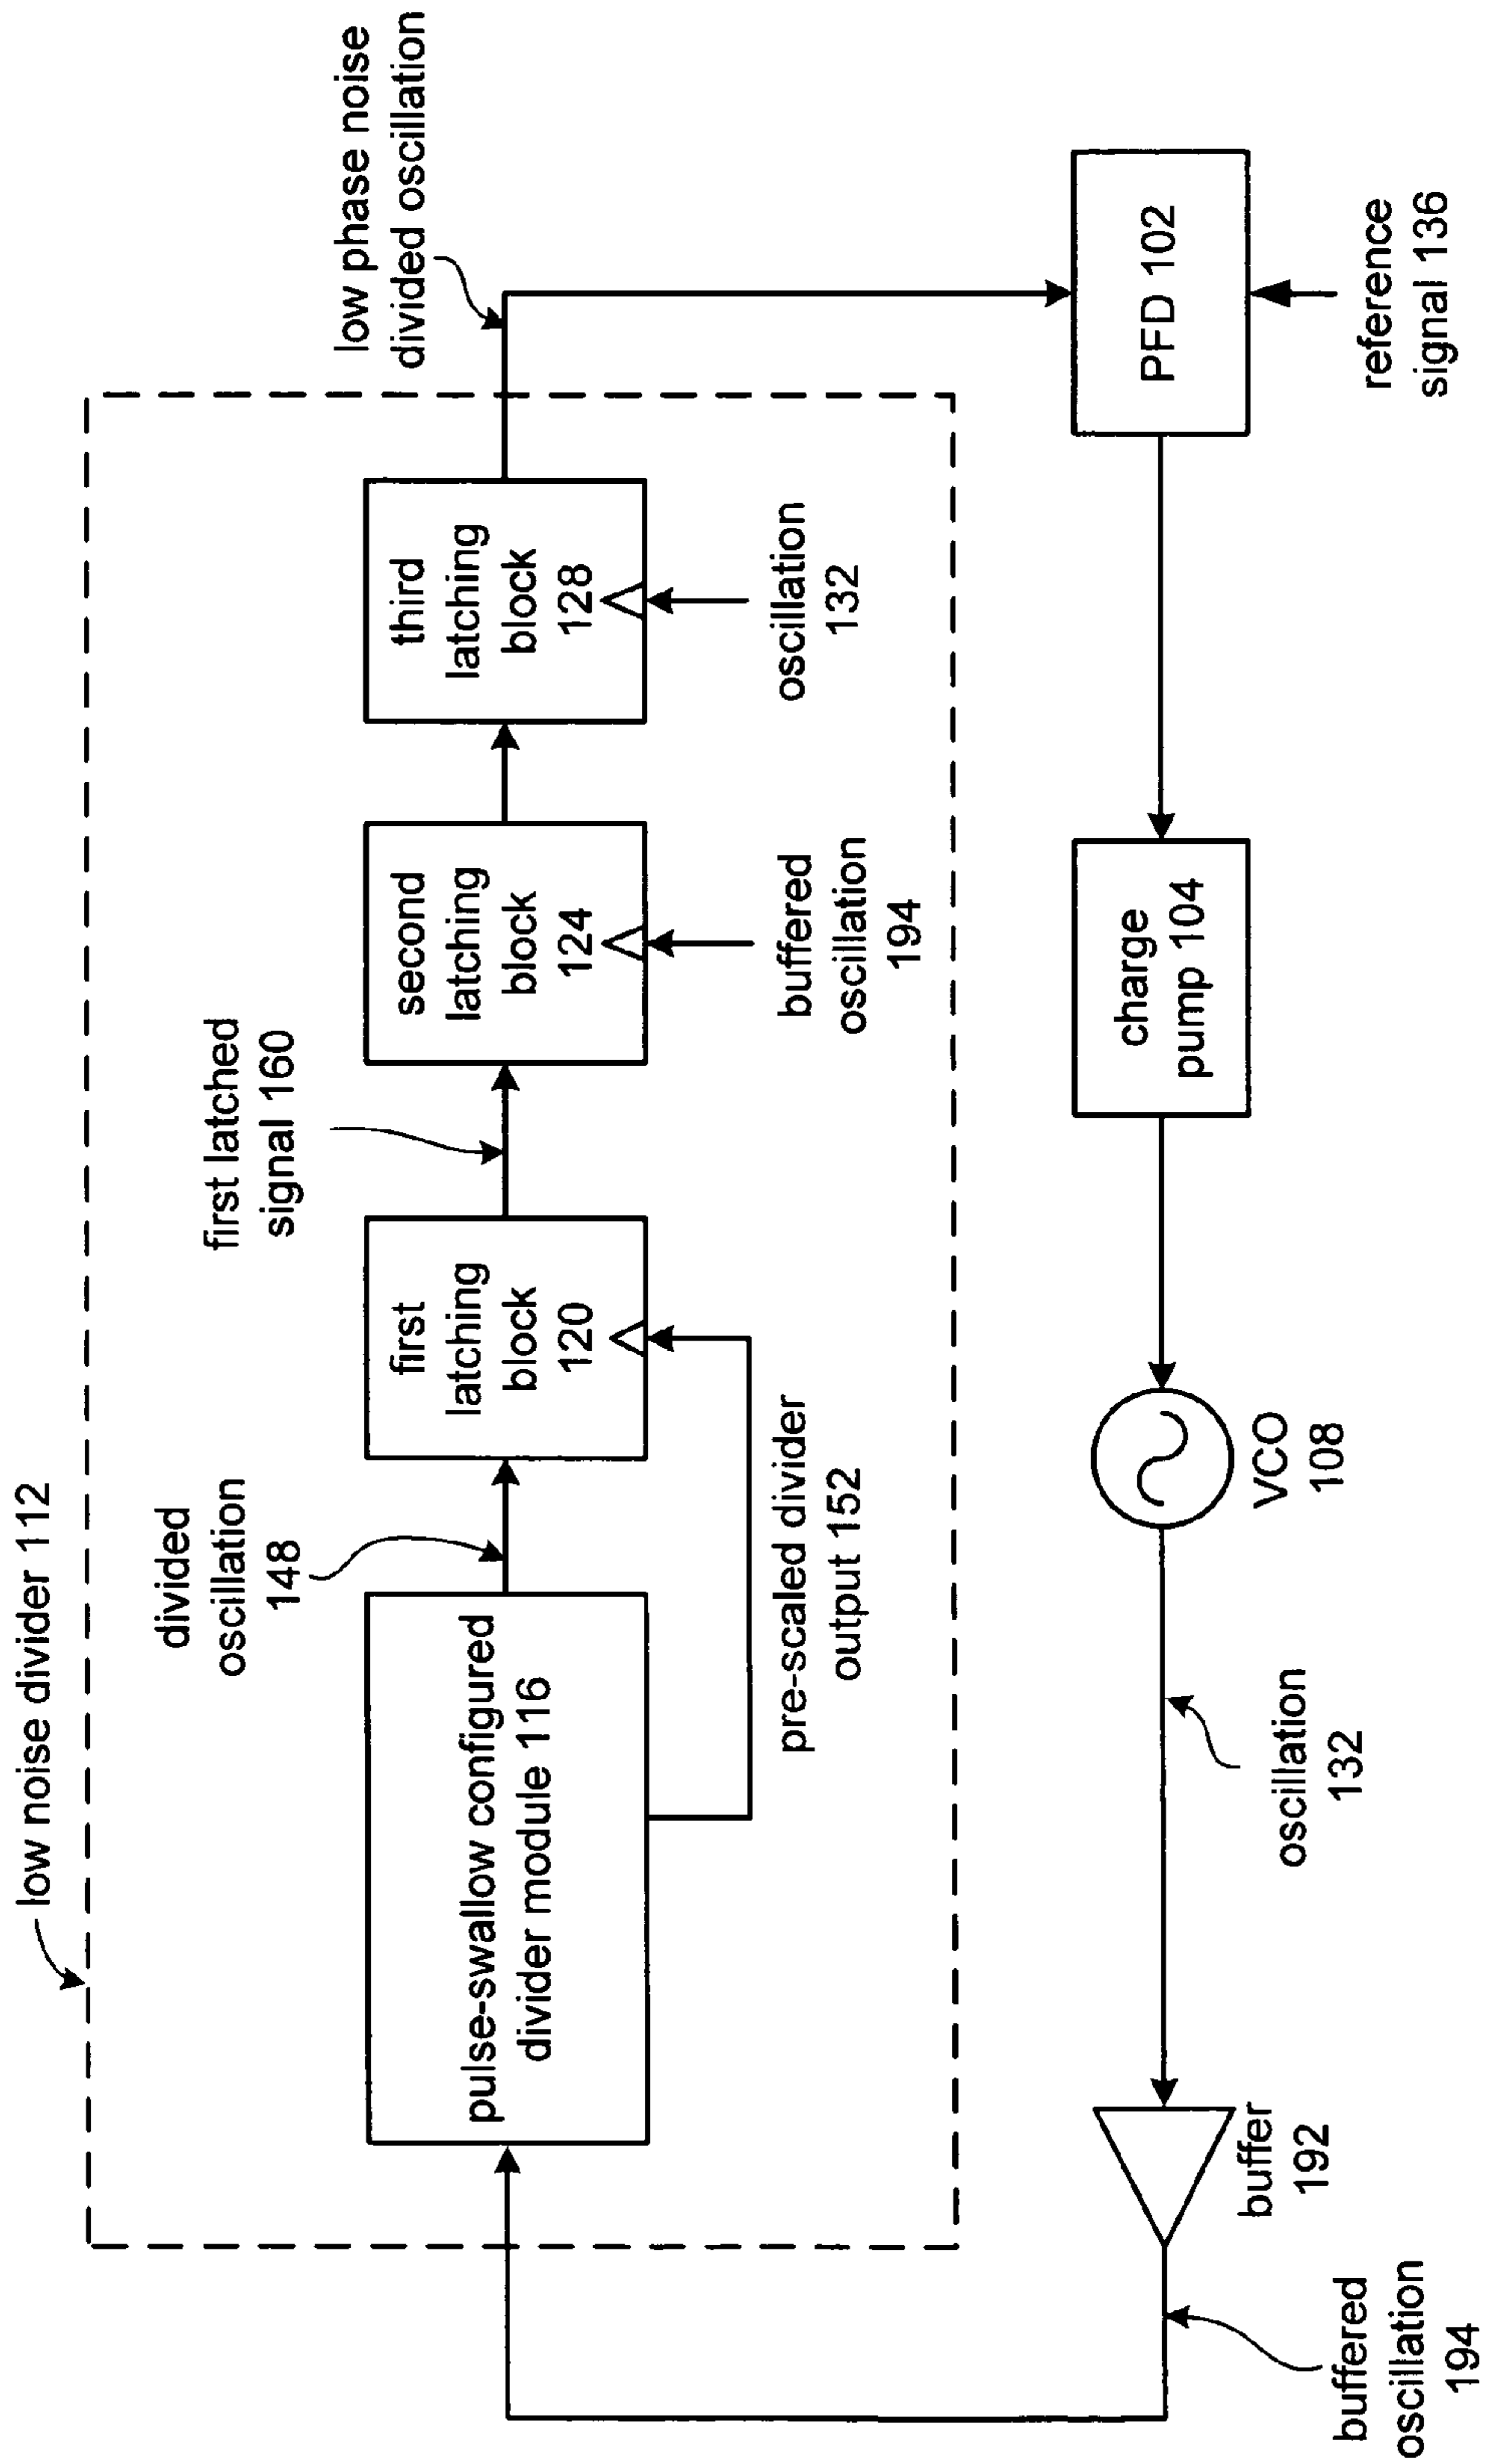 low noise divider 112
divided
oscillation
148
first latched
signal 160
low phase noise
divided oscillation
pulse-swallow configured
divider module 116
first
latching
block
120
second
latching
block
124
third
latching
block
128
pre-scaled divider
output 152
buffered
oscillation
194
oscillation
132
buffered
oscillation
194
buffer
192
oscillation
132
VCO
108
charge
pump 104
PFD 102
reference
signal 136